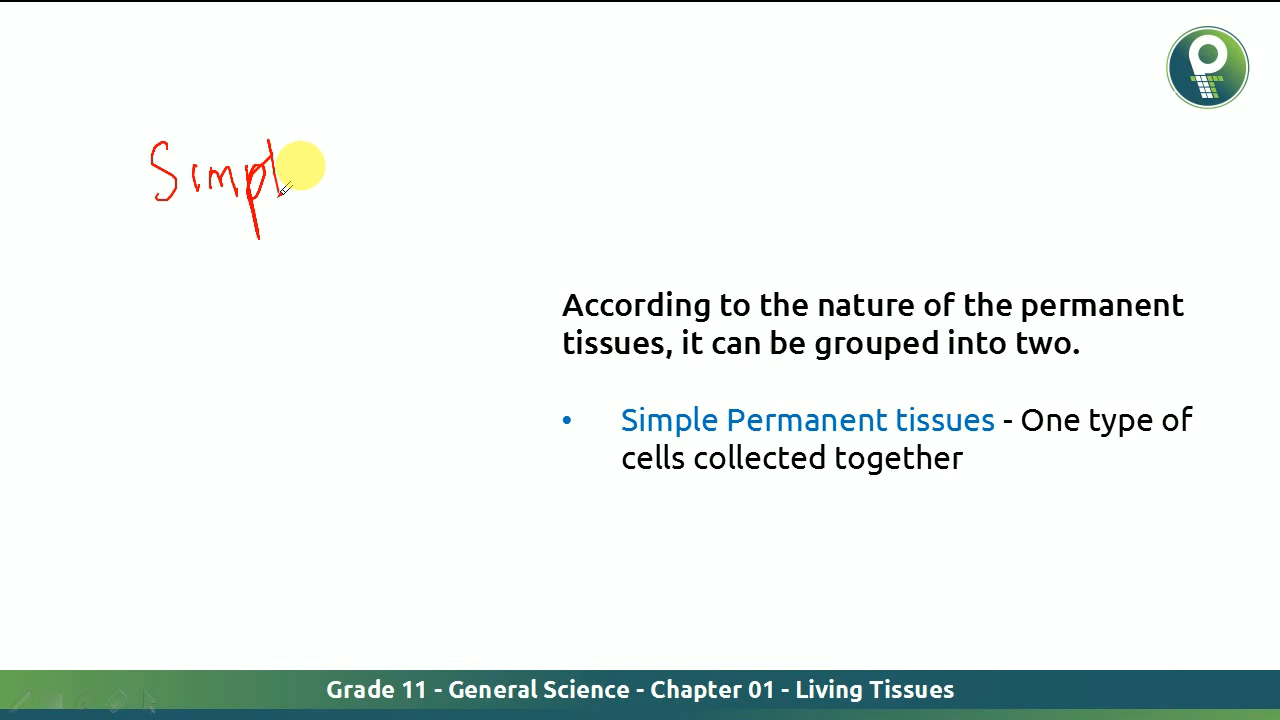 Simpl
According to the nature of the permanent
tissues, it can be grouped into two.
• Simple Permanent tissues - One type of
cells collected together
Grade 11 - General Science - Chapter 01 - Living Tissues